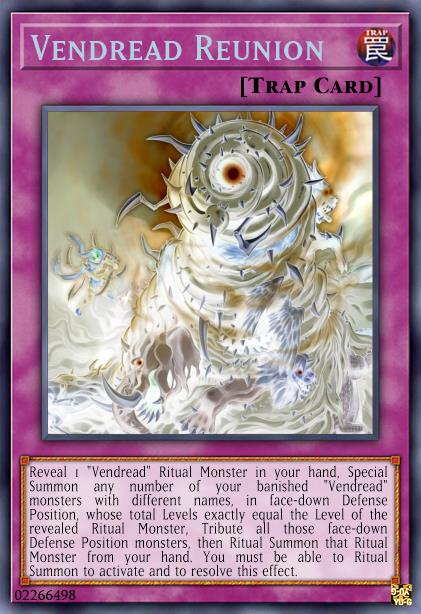 Vendread Reunion
TRAP
罠
[Trap Card]
Reveal 1 "Vendread" Ritual Monster in your hand, Special
Summon any number of your banished "Vendread"
monsters with different names, in face-down Defense
Position, whose total Levels exactly equal the Level of the
revealed Ritual Monster, Tribute all those face-down
Defense Position monsters, then Ritual Summon that Ritual
Monster from your hand. You must be able to Ritual
Summon to activate and to resolve this effect.
02266498